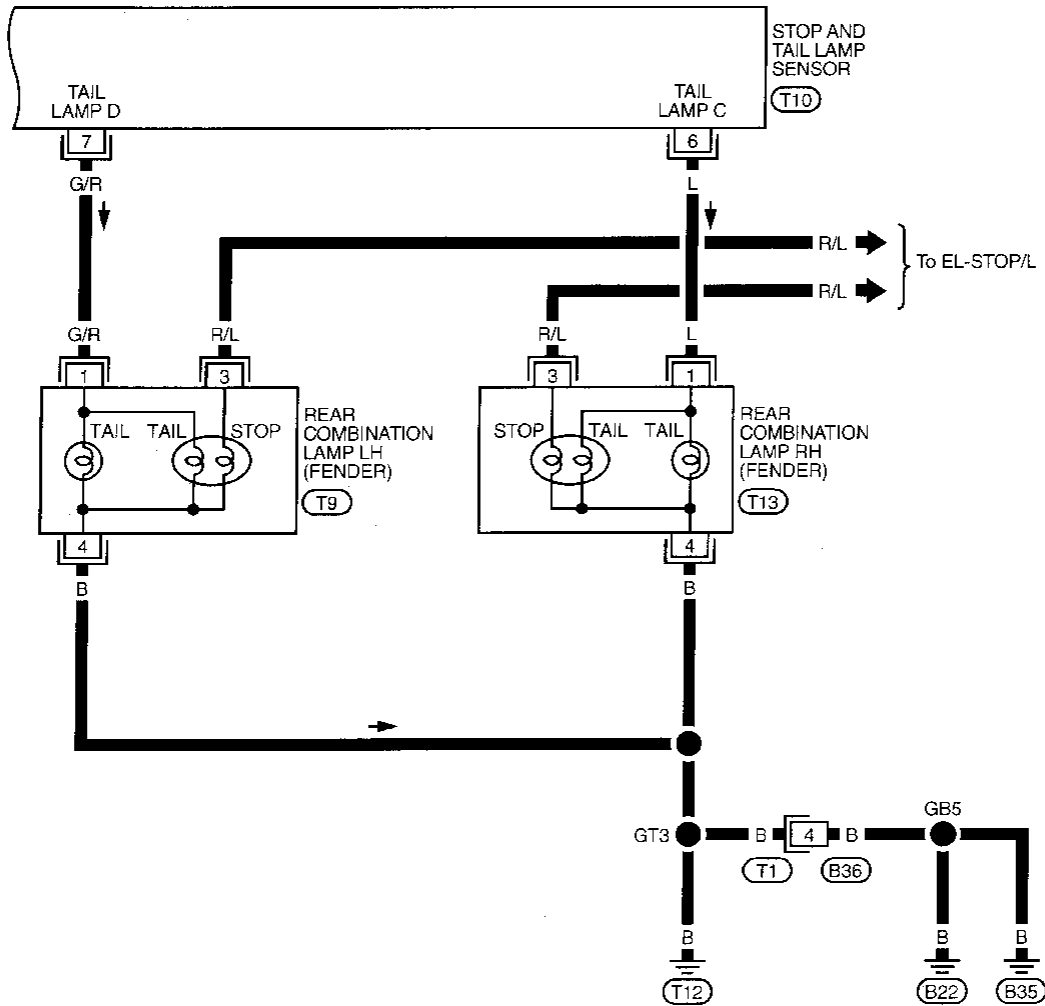 STOP AND
TAIL LAMP
SENSOR
T10
TAIL
LAMP D
TAIL
LAMP C
7
6
G/R
L
R/L
To EL-STOP/L
R/L
G/R
R/L
R/L
L
1
3
3
1
TAIL
TAIL
STOP
REAR
COMBINATION
LAMP LH
(FENDER)
T9
STOP
TAIL
TAIL
REAR
COMBINATION
LAMP RH
(FENDER)
T13
4
4
B
B
GB5
GT3
B
4
B
T1
B36
B
B
B
T12
B22
B35